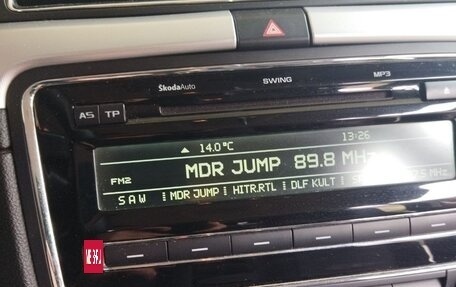 SkodaAuto SWING MP3
AS TP
14.0°C 13:26
FM2 MDR JUMP 89.8 MHz
SAW MDR JUMP HITR.RTL DLF KULT